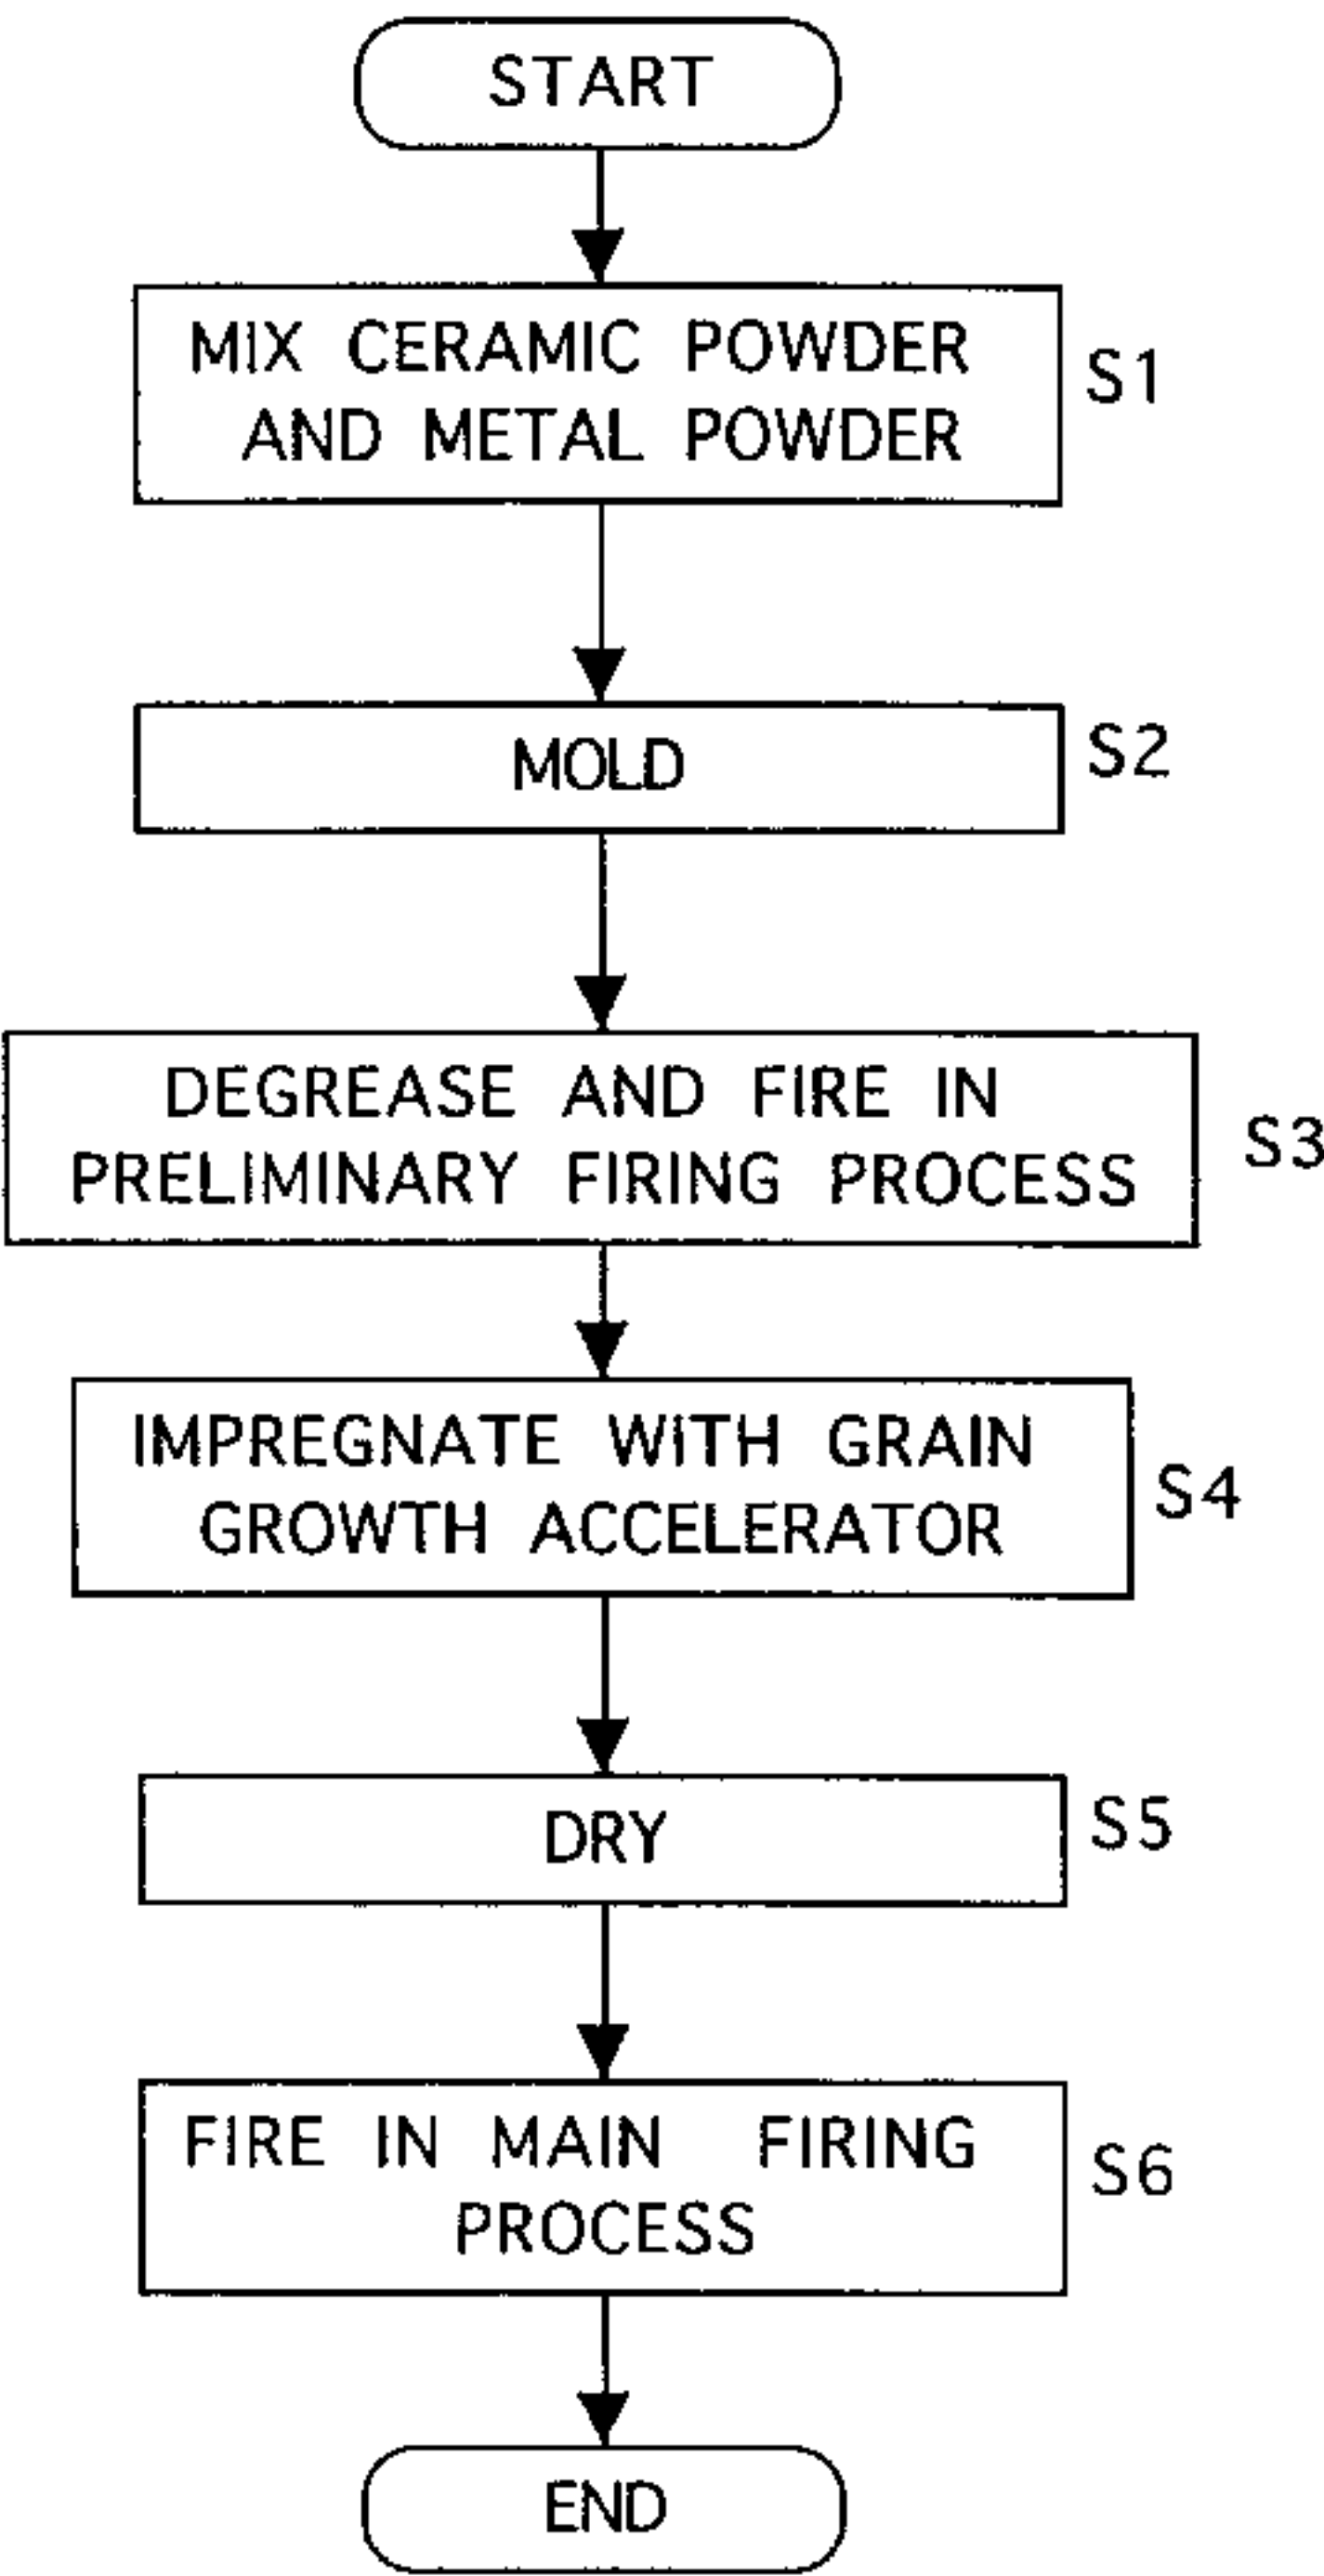 START
MIX CERAMIC POWDER
AND METAL POWDER
S1
MOLD
S2
DEGREASE AND FIRE IN
PRELIMINARY FIRING PROCESS
S3
IMPREGNATE WITH GRAIN
GROWTH ACCELERATOR
S4
DRY
S5
FIRE IN MAIN FIRING
PROCESS
S6
END